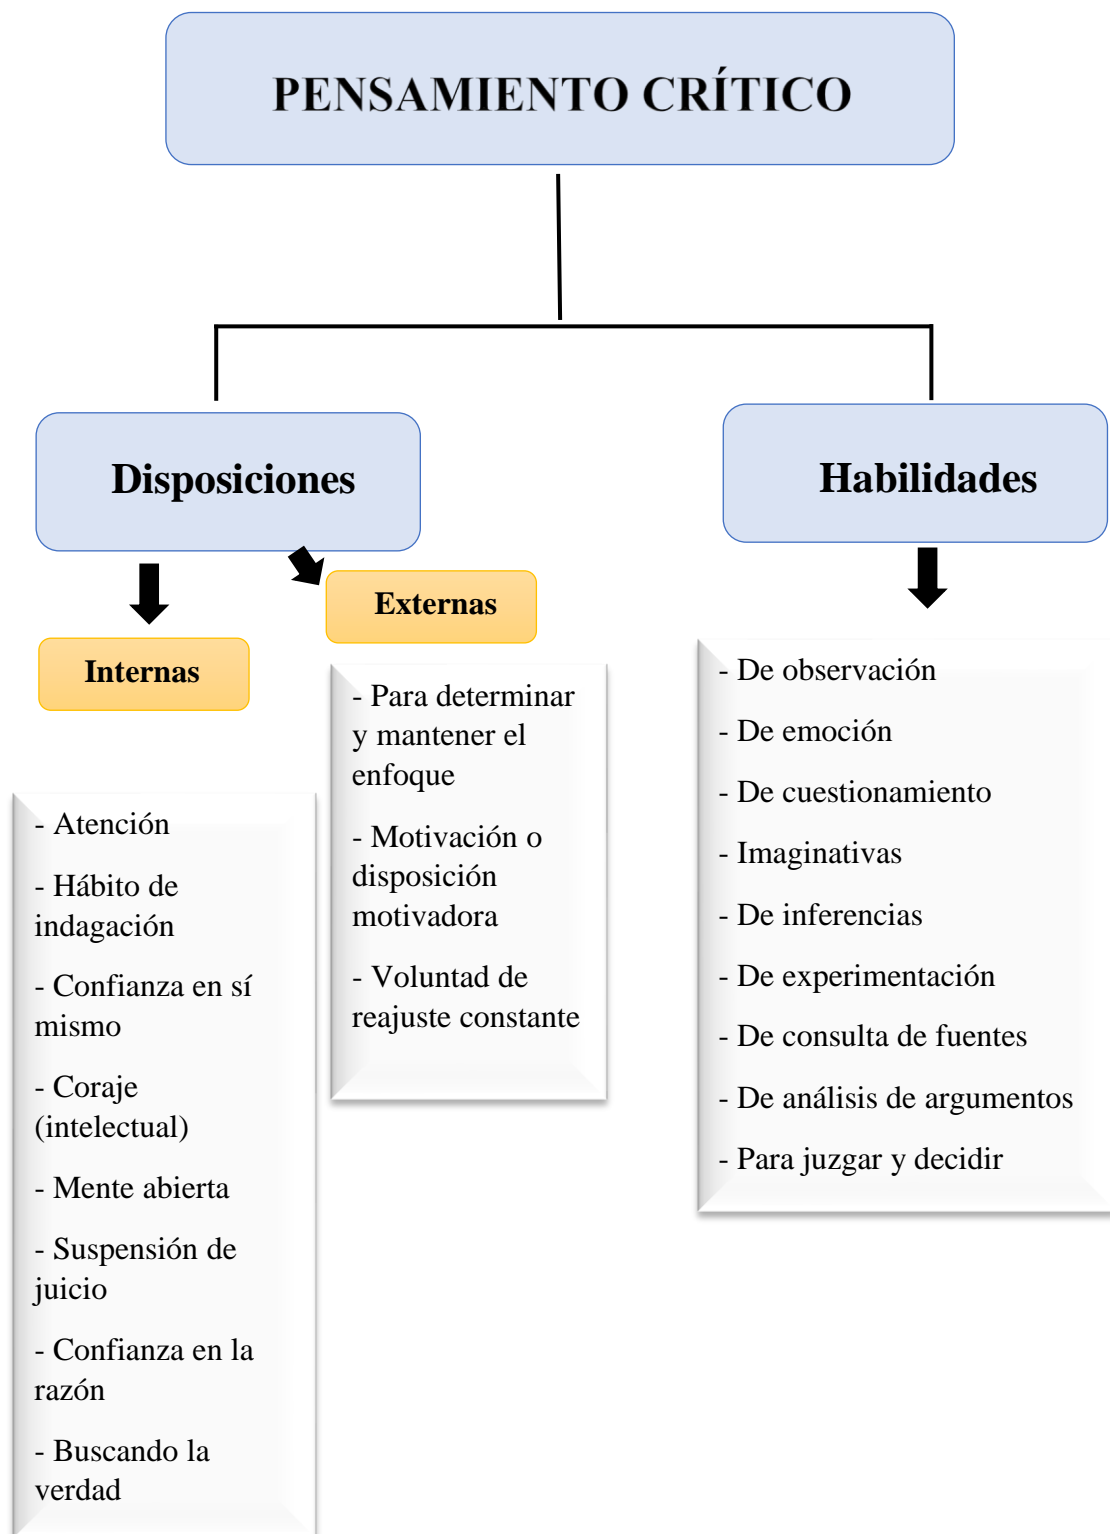 PENSAMIENTO CRÍTICO
Disposiciones
Internas
- Atención
- Hábito de
indagación
- Confianza en sí
mismo
- Coraje
(intelectual)
- Mente abierta
- Suspensión de
juicio
- Confianza en la
razón
- Buscando la
verdad
Externas
- Para determinar
y mantener el
enfoque
- Motivación o
disposición
motivadora
- Voluntad de
reajuste constante
Habilidades
- De observación
- De emoción
- De cuestionamiento
- Imaginativas
- De inferencias
- De experimentación
- De consulta de fuentes
- De análisis de argumentos
- Para juzgar y decidir